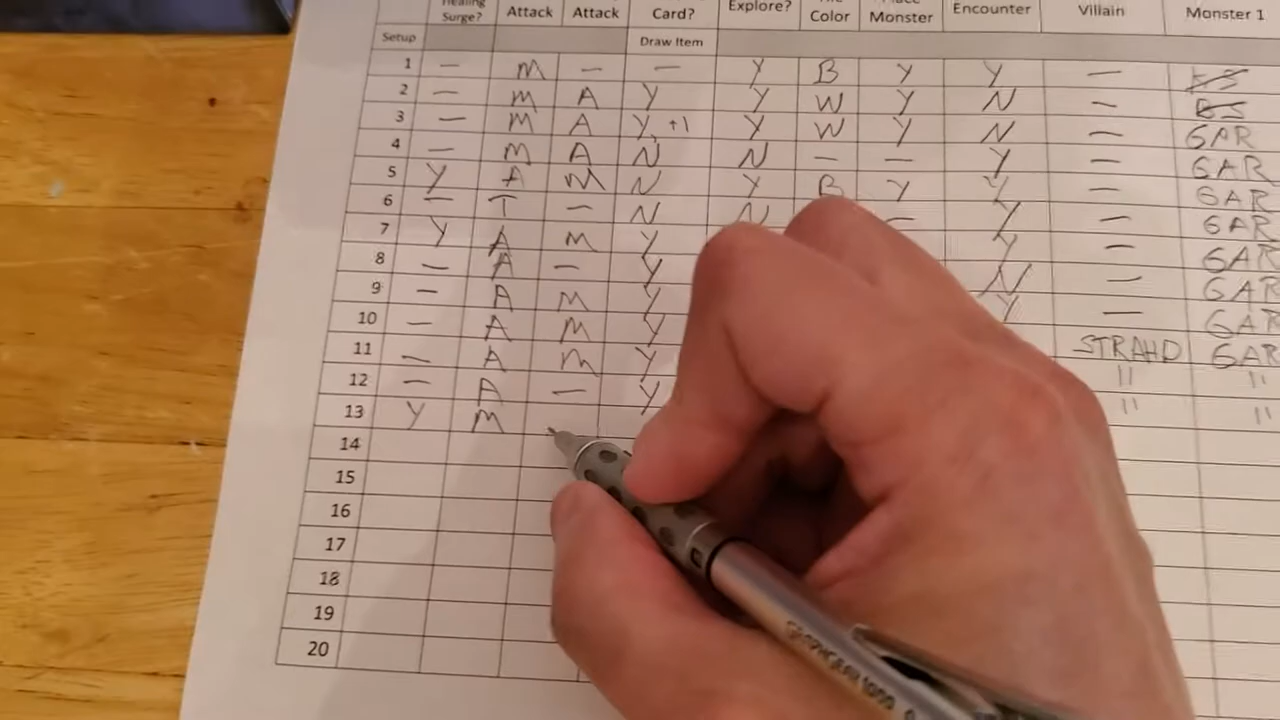 Healing Surge? Attack Attack Card? Explore? Color Monster Encounter Villain Monster 1
Setup Draw Item
1 — M — — Y B Y Y —
2 — M A Y Y W Y N —
3 — M A Y, +1 Y W Y N — GAR
4 — M A N N — — Y — GAR
5 Y A M N Y B Y Y — GAR
6 — T — N N — Y — GAR
7 Y A M Y Y — GAR
8 — A — Y N — GAR
9 — A M Y Y — GAR
10 — A M Y STRAHD GAR
11 — A M Y " "
12 — A — Y " "
13 Y M
14
15
16
17
18
19
20
GRAPHGEAR 1000